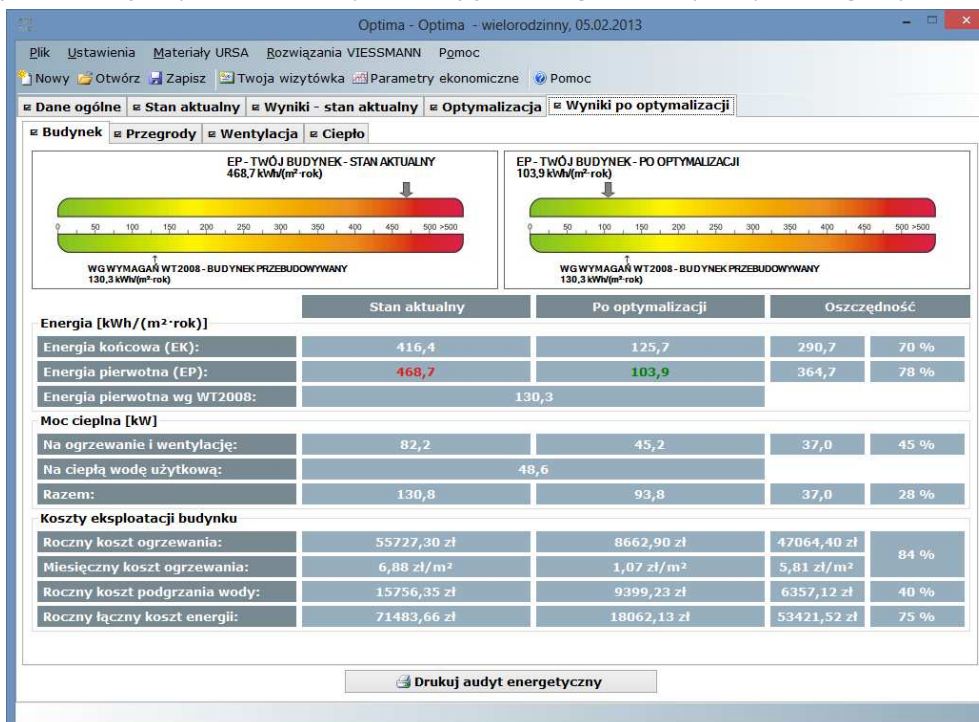 Optima - Optima - wielorodzinny, 05.02.2013
Plik Ustawienia Materiały URSA Rozwiązania VIESSMANN Pomoc
Nowy Otwórz Zapisz Twoja wizytówka Parametry ekonomiczne Pomoc
Dane ogólne Stan aktualny Wyniki - stan aktualny Optymalizacja Wyniki po optymalizacji
Budynek Przegrody Wentylacja Ciepło
EP - TWÓJ BUDYNEK - STAN AKTUALNY
468,7 kWh/(m²·rok)
0 50 100 150 200 250 300 350 400 450 500 >500
WG WYMAGAŃ WT2008 - BUDYNEK PRZEBUDOWYWANY
130,3 kWh/(m²·rok)
EP - TWÓJ BUDYNEK - PO OPTYMALIZACJI
103,9 kWh/(m²·rok)
0 50 100 150 200 250 300 350 400 450 500 >500
WG WYMAGAŃ WT2008 - BUDYNEK PRZEBUDOWYWANY
130,3 kWh/(m²·rok)
Stan aktualny Po optymalizacji Oszczędność
Energia [kWh/(m²·rok)]
Energia końcowa (EK): 416,4 125,7 290,7 70 %
Energia pierwotna (EP): 468,7 103,9 364,7 78 %
Energia pierwotna wg WT2008: 130,3
Moc cieplna [kW]
Na ogrzewanie i wentylację: 82,2 45,2 37,0 45 %
Na ciepłą wodę użytkową: 48,6
Razem: 130,8 93,8 37,0 28 %
Koszty eksploatacji budynku
Roczny koszt ogrzewania: 55727,30 zł 8662,90 zł 47064,40 zł 84 %
Miesięczny koszt ogrzewania: 6,88 zł/m² 1,07 zł/m² 5,81 zł/m²
Roczny koszt podgrzania wody: 15756,35 zł 9399,23 zł 6357,12 zł 40 %
Roczny łączny koszt energii: 71483,66 zł 18062,13 zł 53421,52 zł 75 %
Drukuj audyt energetyczny